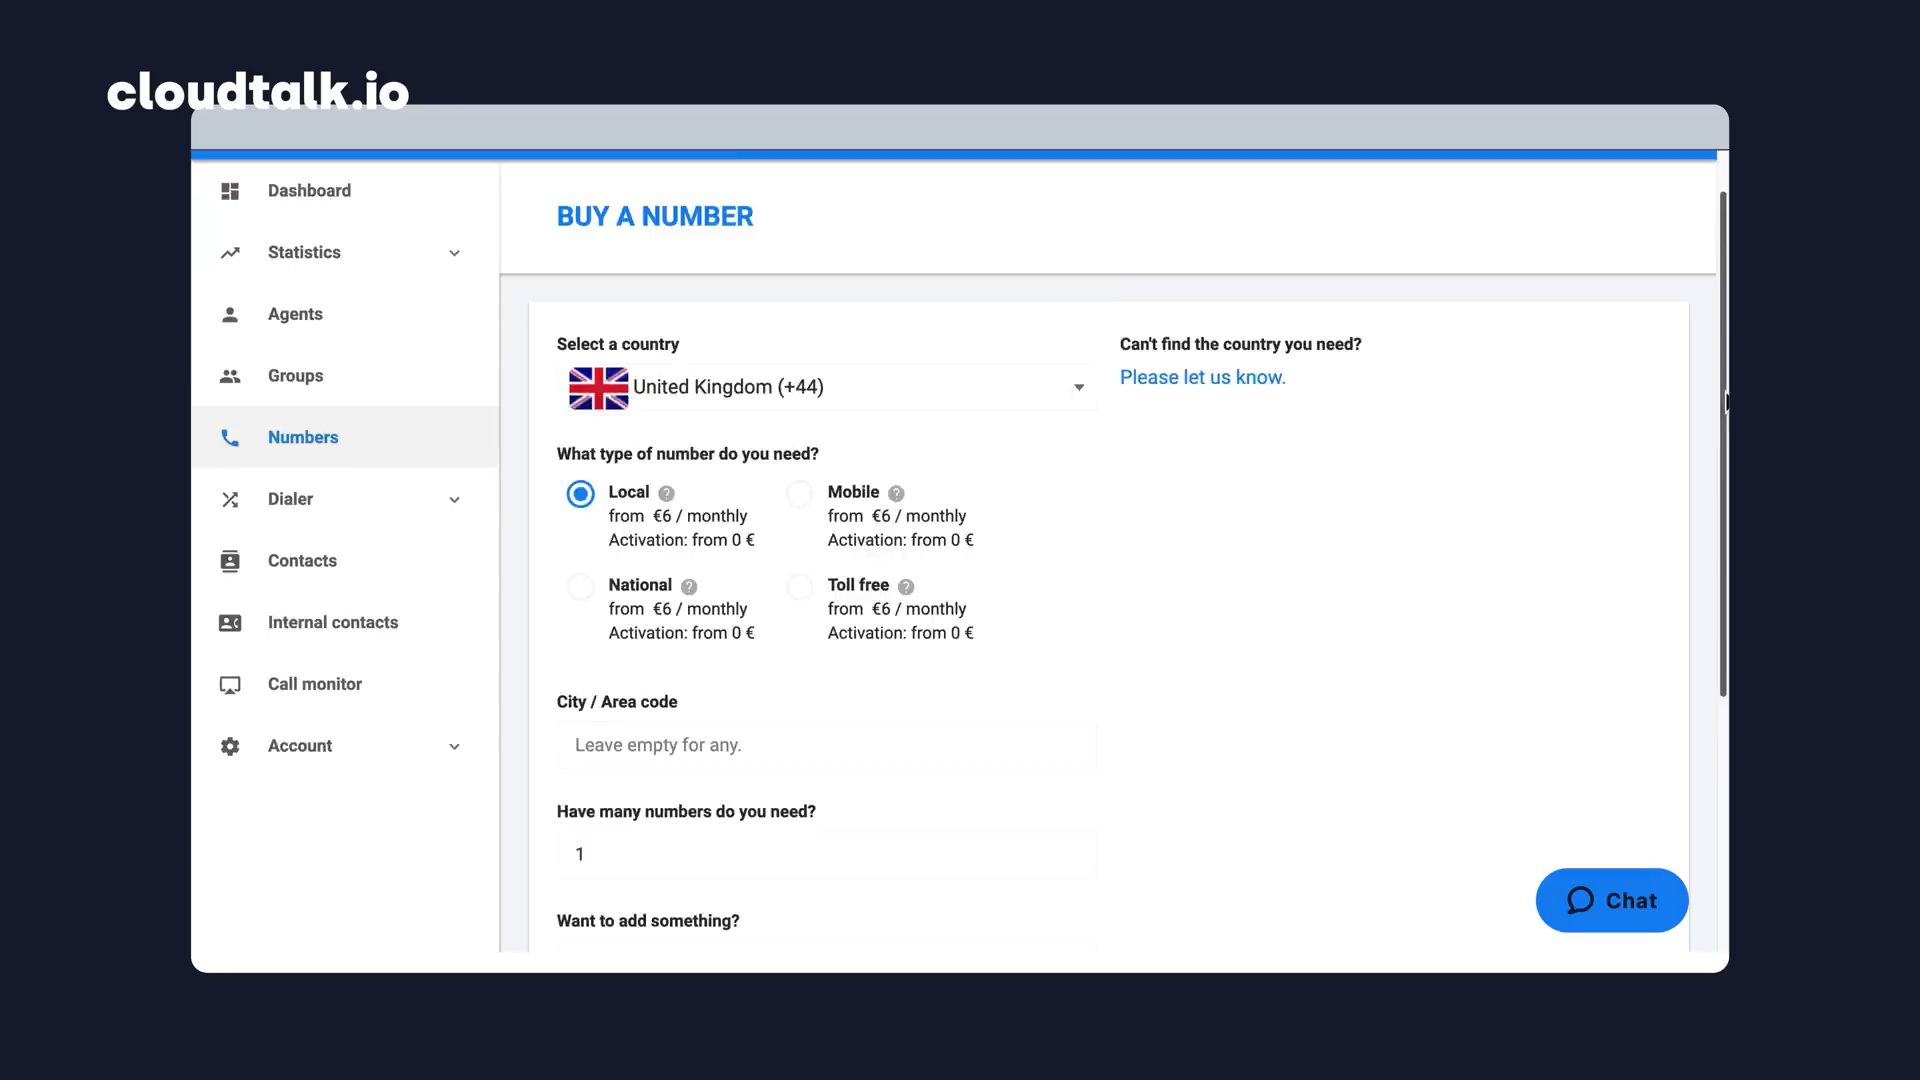 cloudtalk.io
Dashboard
Statistics
Agents
Groups
Numbers
Dialer
Contacts
Internal contacts
Call monitor
Account
BUY A NUMBER
Select a country
United Kingdom (+44)
Can't find the country you need?
Please let us know.
What type of number do you need?
Local ?
from €6 / monthly
Activation: from 0 €
Mobile ?
from €6 / monthly
Activation: from 0 €
National ?
from €6 / monthly
Activation: from 0 €
Toll free ?
from €6 / monthly
Activation: from 0 €
City / Area code
Leave empty for any.
Have many numbers do you need?
1
Want to add something?
Chat